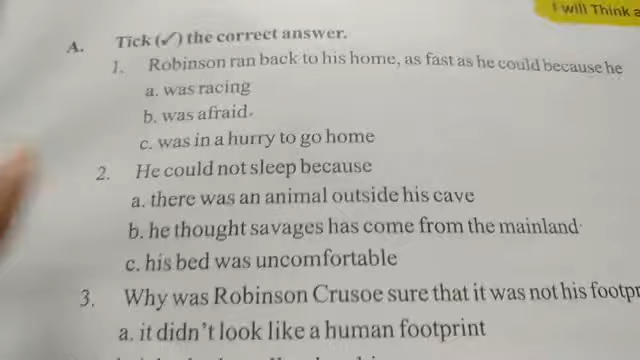 I will Think
A. Tick (✓) the correct answer.
1. Robinson ran back to his home, as fast as he could because he
a. was racing
b. was afraid.
c. was in a hurry to go home
2. He could not sleep because
a. there was an animal outside his cave
b. he thought savages has come from the mainland
c. his bed was uncomfortable
3. Why was Robinson Crusoe sure that it was not his
a. it didn't look like a human footprint